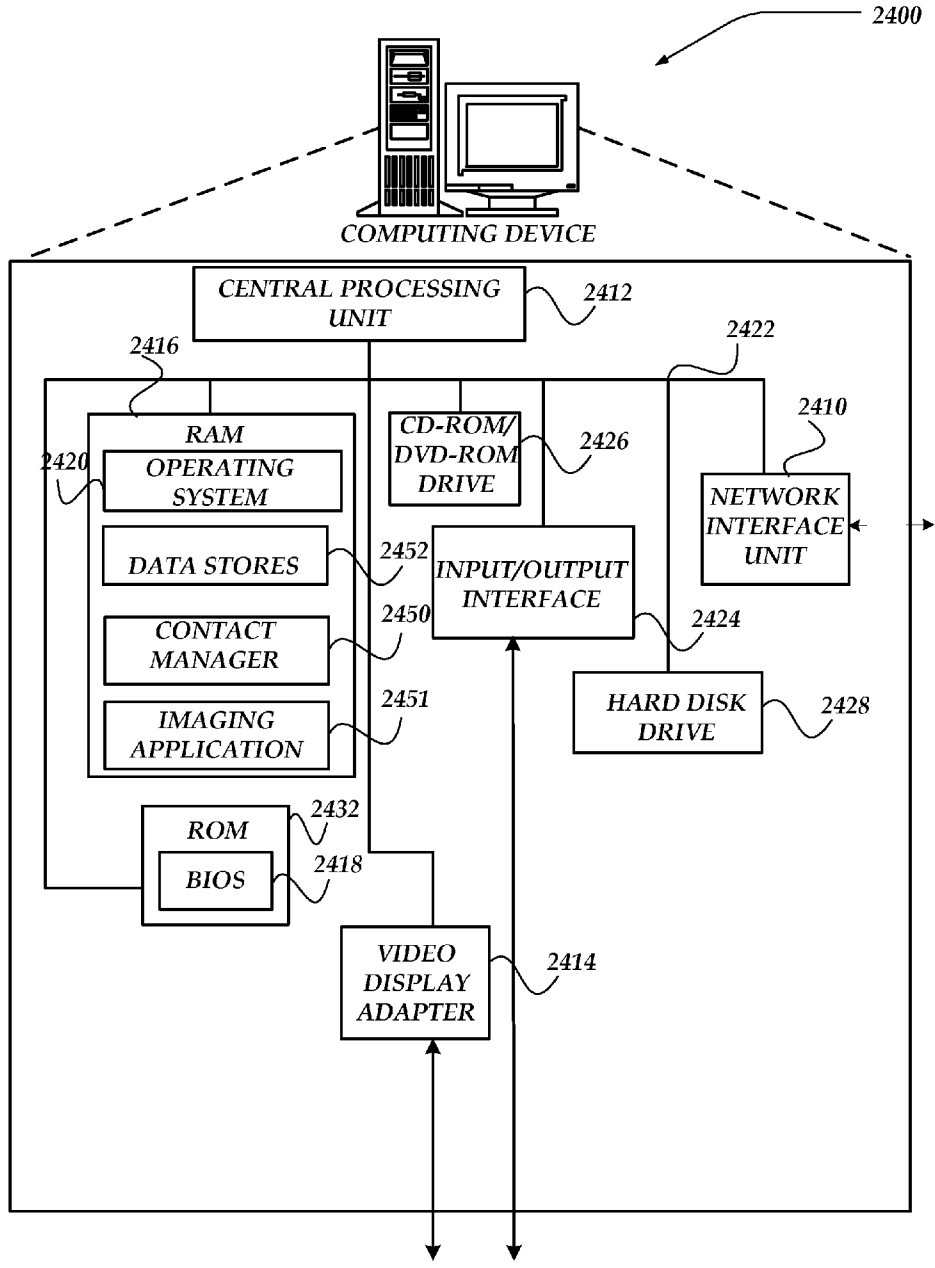 2400
COMPUTING DEVICE
CENTRAL PROCESSING
UNIT
2412
2422
2416
2410
RAM
2420
OPERATING
SYSTEM
DATA STORES
2452
CONTACT
MANAGER
2450
IMAGING
APPLICATION
2451
CD-ROM/
DVD-ROM
DRIVE
2426
NETWORK
INTERFACE
UNIT
INPUT/OUTPUT
INTERFACE
2424
HARD DISK
DRIVE
2428
ROM
2432
BIOS
2418
VIDEO
DISPLAY
ADAPTER
2414